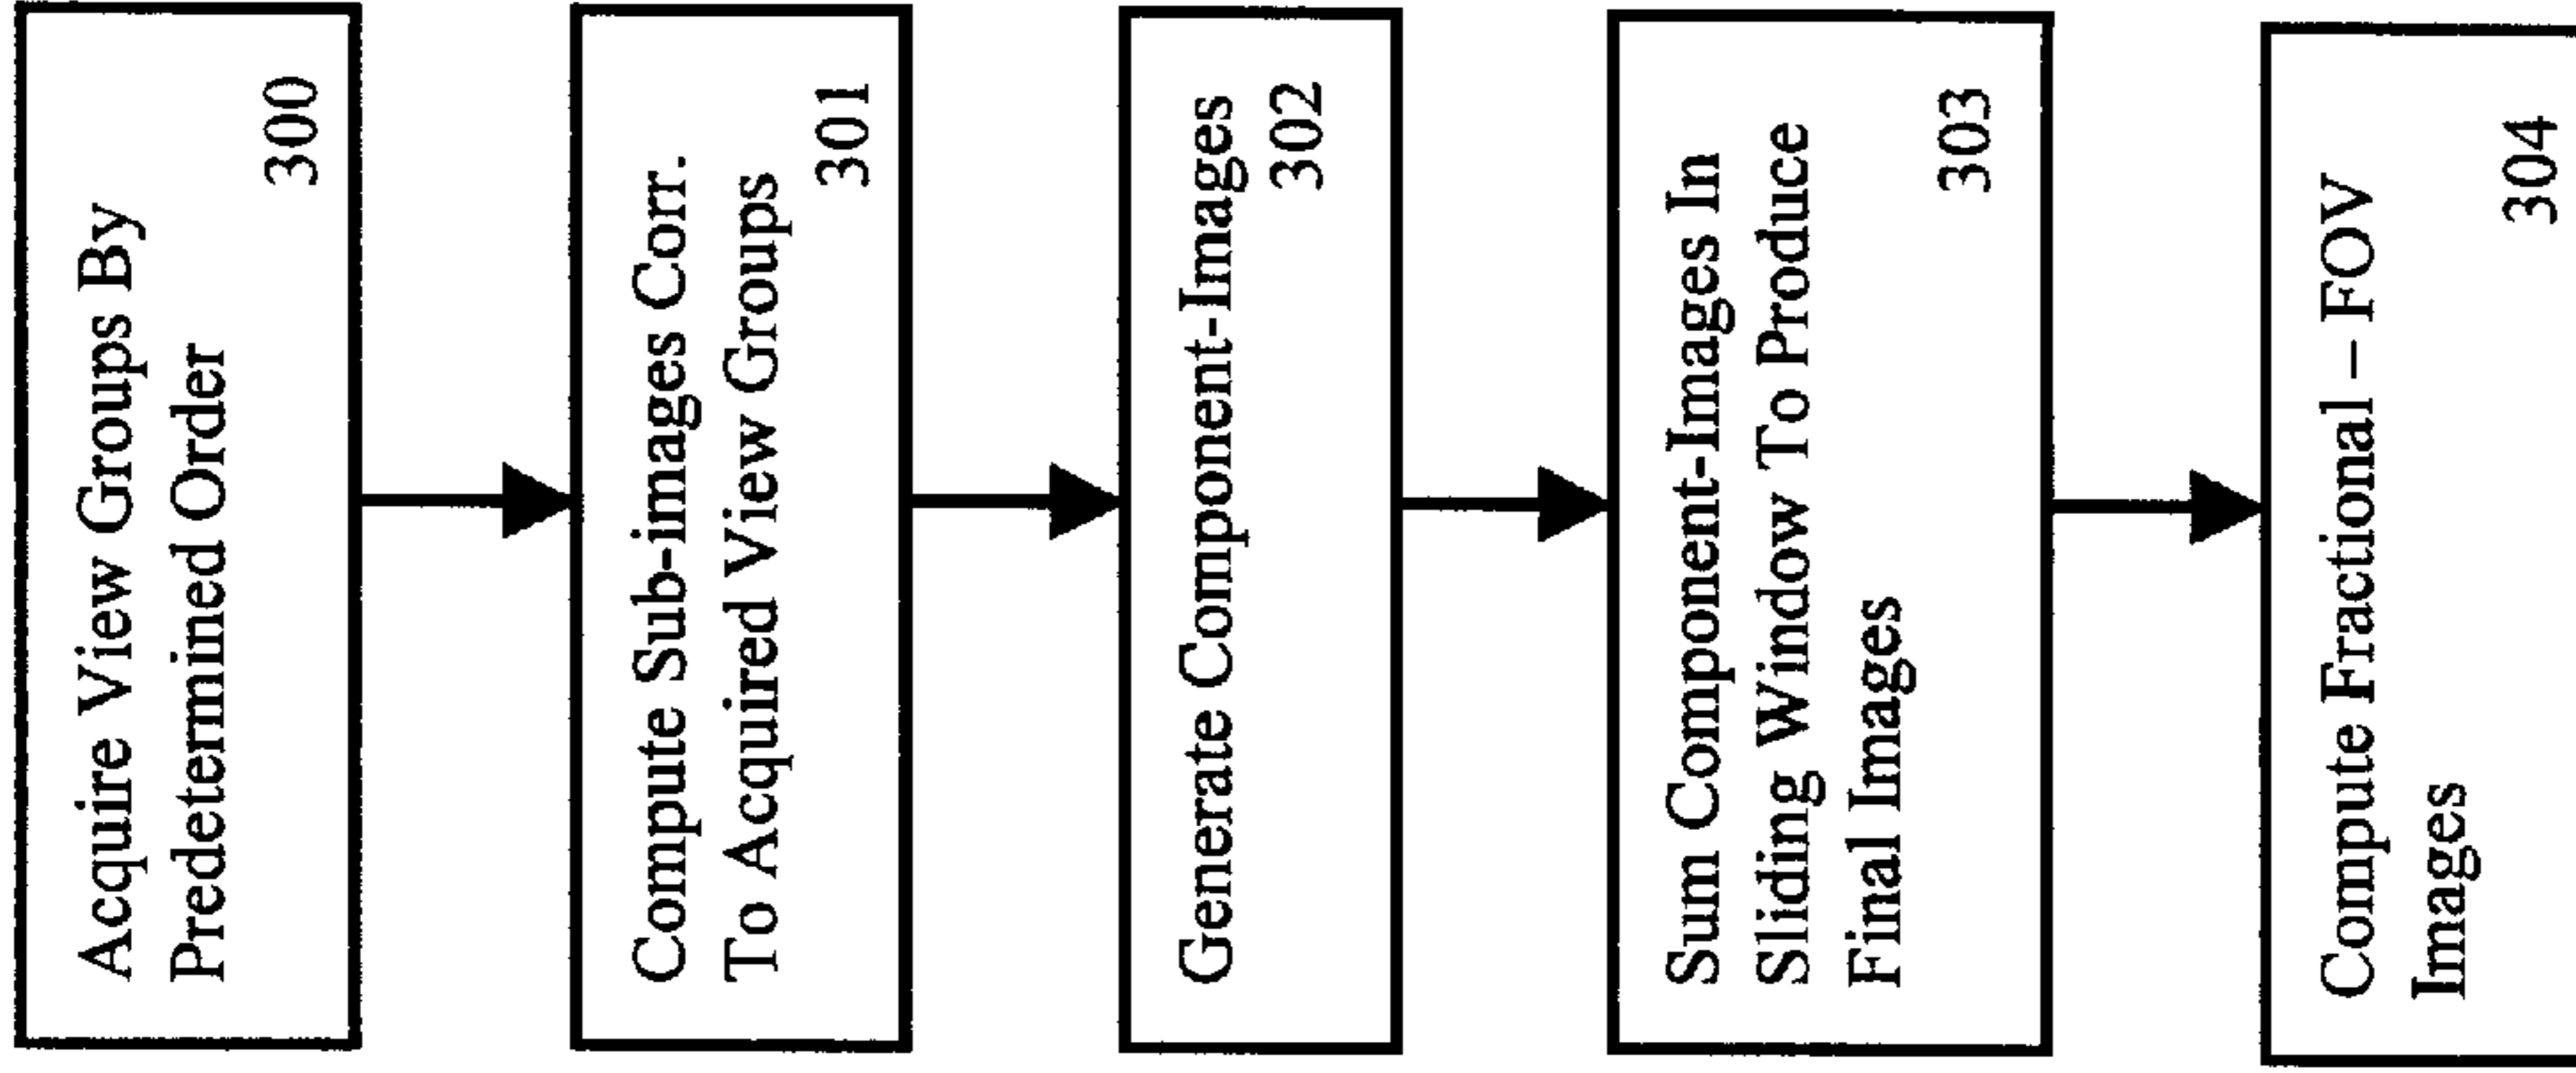 Acquire View Groups By
Predetermined Order
300
Compute Sub-images Corr.
To Acquired View Groups
301
Generate Component-Images
302
Sum Component-Images In
Sliding Window To Produce
Final Images
303
Compute Fractional – FOV
Images
304